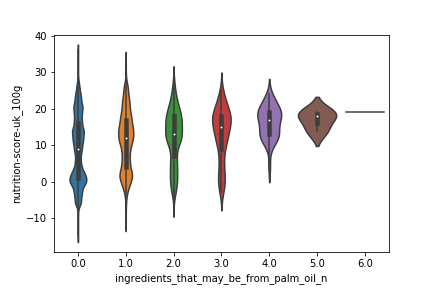 40
30
20
10
0
−10
nutrition-score-uk_100g
0.0 1.0 2.0 3.0 4.0 5.0 6.0
ingredients_that_may_be_from_palm_oil_n